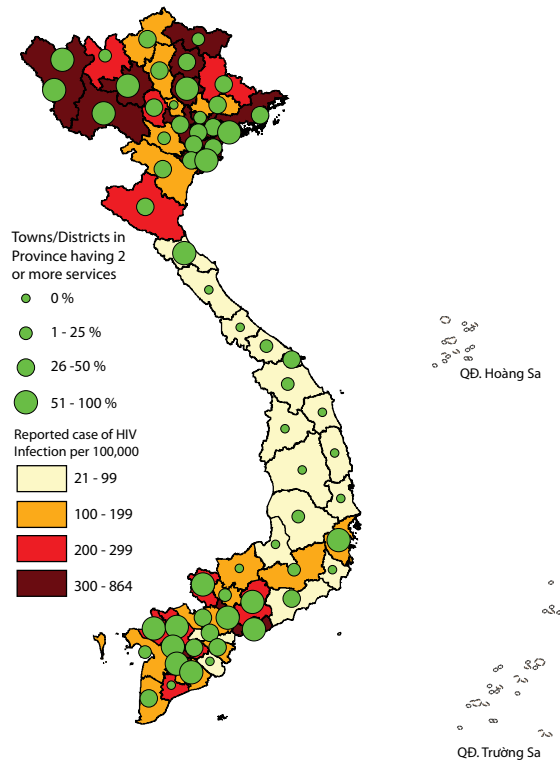 Towns/Districts in
Province having 2
or more services
0 %
1 - 25 %
26 -50 %
51 - 100 %
Reported case of HIV
Infection per 100,000
21 - 99
100 - 199
200 - 299
300 - 864
QĐ. Hoàng Sa
QĐ. Trường Sa